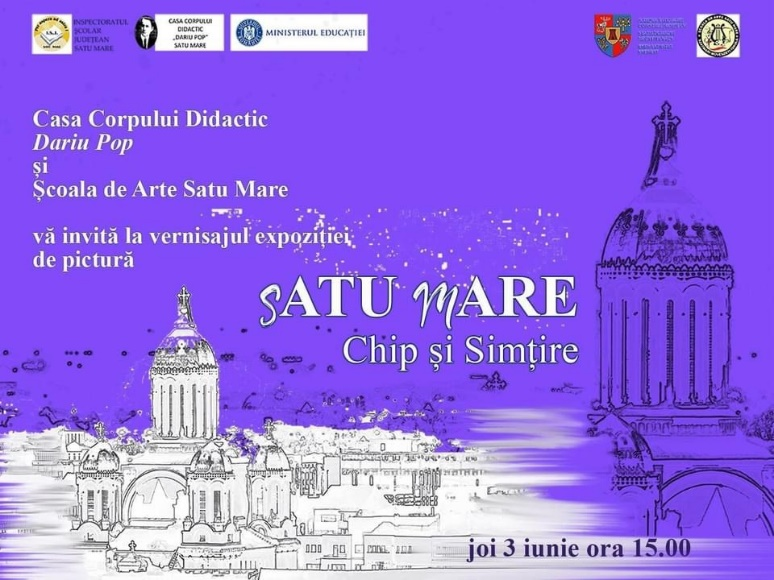 INSPECTORATUL
ȘCOLAR
JUDEȚEAN
SATU MARE
CASA CORPULUI
DIDACTIC
„DARIU POP”
SATU MARE
MINISTERUL EDUCAȚIEI
Casa Corpului Didactic
Dariu Pop
și
Școala de Arte Satu Mare
vă invită la vernisajul expoziției
de pictură
SATU MARE
Chip și Simțire
joi 3 iunie ora 15.00